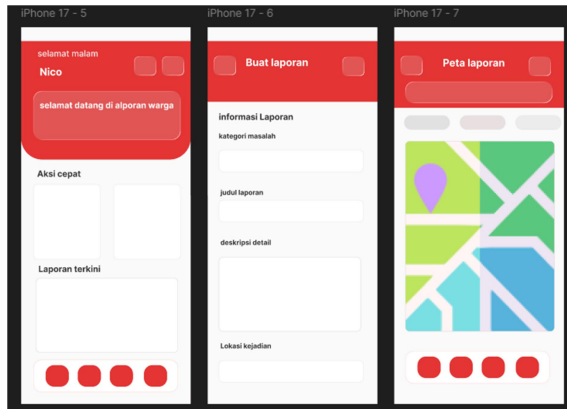 iPhone 17 - 5
selamat malam
Nico
selamat datang di alporan warga
Aksi cepat
Laporan terkini
iPhone 17 - 6
Buat laporan
informasi Laporan
kategori masalah
judul laporan
deskripsi detail
Lokasi kejadian
iPhone 17 - 7
Peta laporan